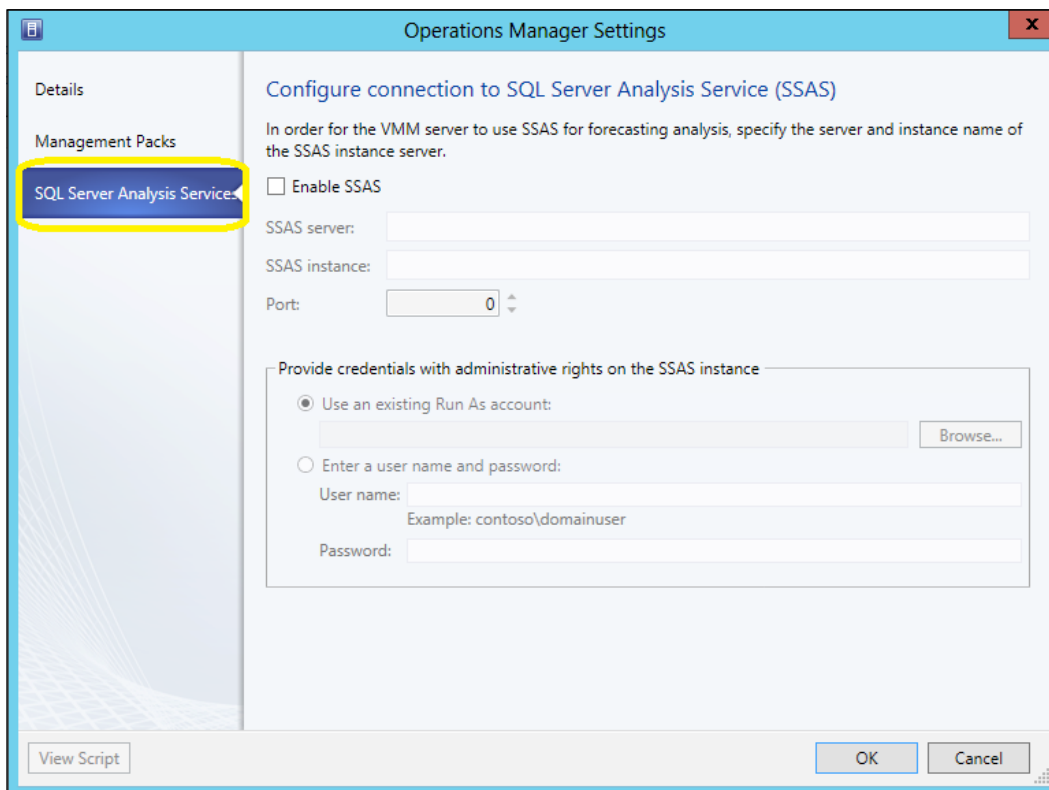 Operations Manager Settings
x
Details
Management Packs
SQL Server Analysis Services
Configure connection to SQL Server Analysis Service (SSAS)
In order for the VMM server to use SSAS for forecasting analysis, specify the server and instance name of
the SSAS instance server.
Enable SSAS
SSAS server:
SSAS instance:
Port:
0
Provide credentials with administrative rights on the SSAS instance
Use an existing Run As account:
Browse...
Enter a user name and password:
User name:
Example: contoso\domainuser
Password:
View Script
OK
Cancel